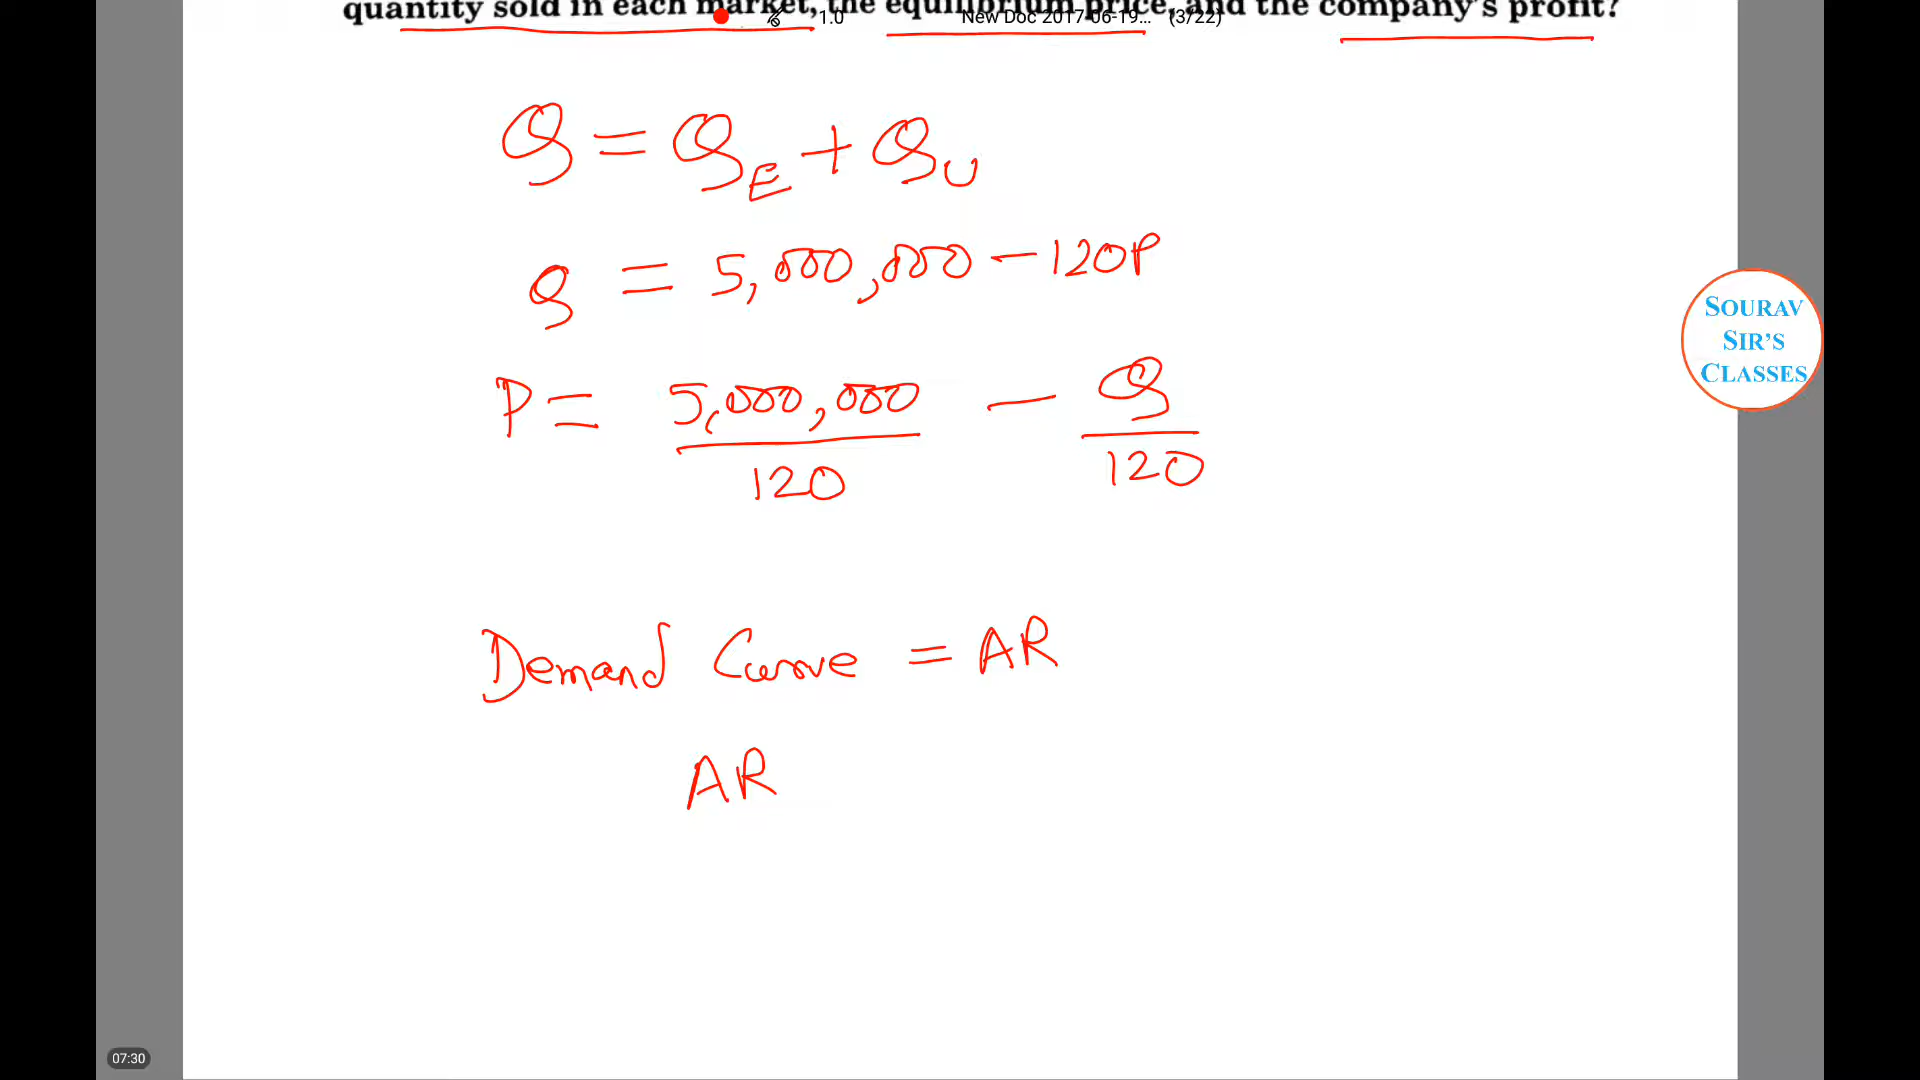 quantity sold in each market, the equilibrium price, and the company's profit?
1.0 New Doc 2017-06-19... (3/22)
Q = Q_E + Q_U
Q = 5,000,000 - 120P
P = 5,000,000/120 - Q/120
Demand Curve = AR
AR
SOURAV
SIR'S
CLASSES
07:30